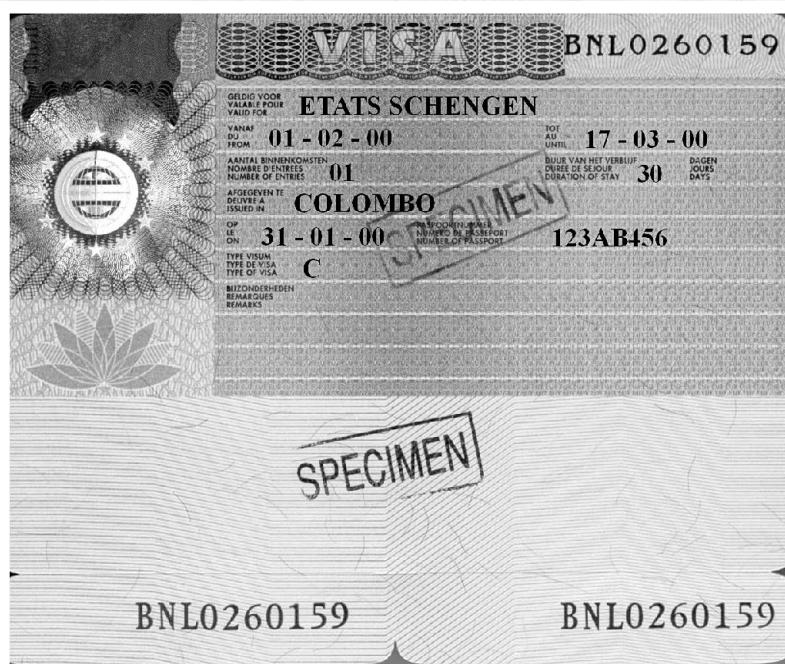 VISA BNL0260159
GELDIG VOOR
VALABLE POUR
VALID FOR
ETATS SCHENGEN
VANAF
DU
FROM
01 - 02 - 00
TOT
AU
UNTIL
17 - 03 - 00
AANTAL BINNENKOMSTEN
NOMBRE D'ENTREES
NUMBER OF ENTRIES
01
DUUR VAN HET VERBLIJF
DUREE DE SEJOUR
DURATION OF STAY
30
DAGEN
JOURS
DAYS
AFGEGEVEN TE
DELIVRE A
ISSUED IN
COLOMBO
OP
LE
ON
31 - 01 - 00
PASPOORTNUMMER
NUMERO DE PASSEPORT
NUMBER OF PASSPORT
123AB456
SPECIMEN
TYPE VISUM
TYPE DE VISA
TYPE OF VISA
C
BIJZONDERHEDEN
REMARQUES
REMARKS
SPECIMEN
BNL0260159 BNL0260159